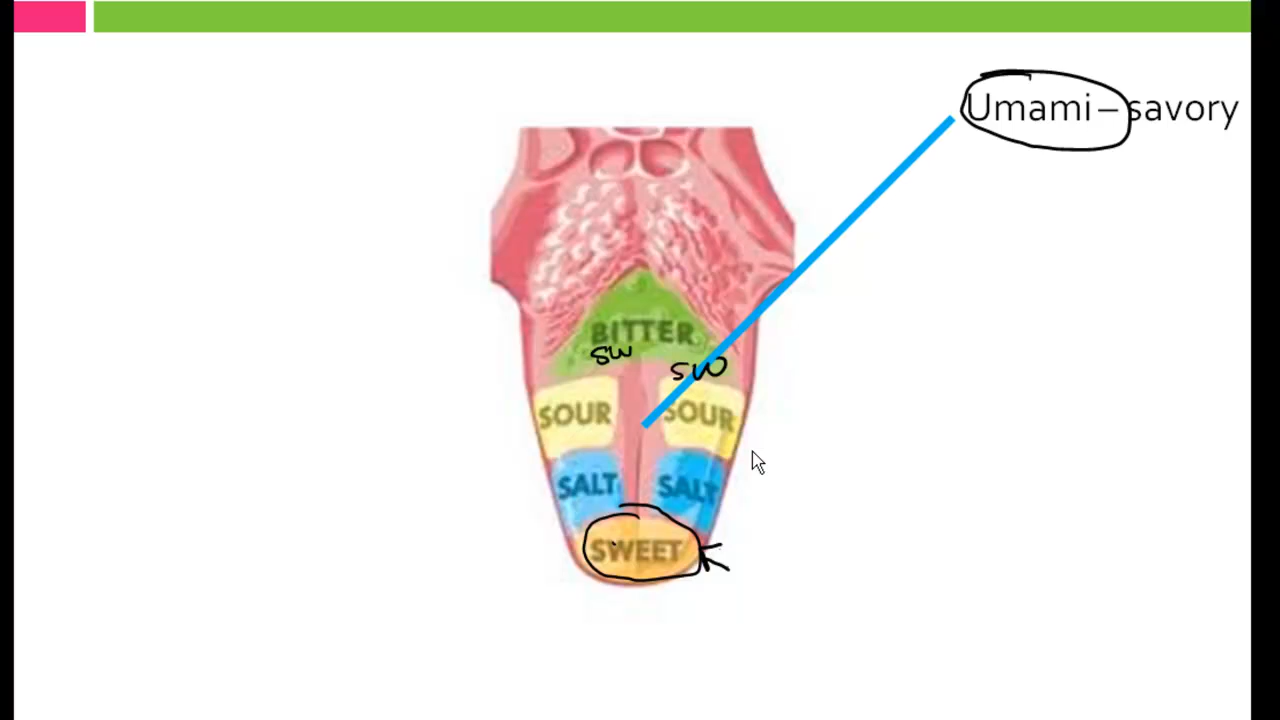 Umami – savory
BITTER
sw sw
SOUR SOUR
SALT SALT
SWEET